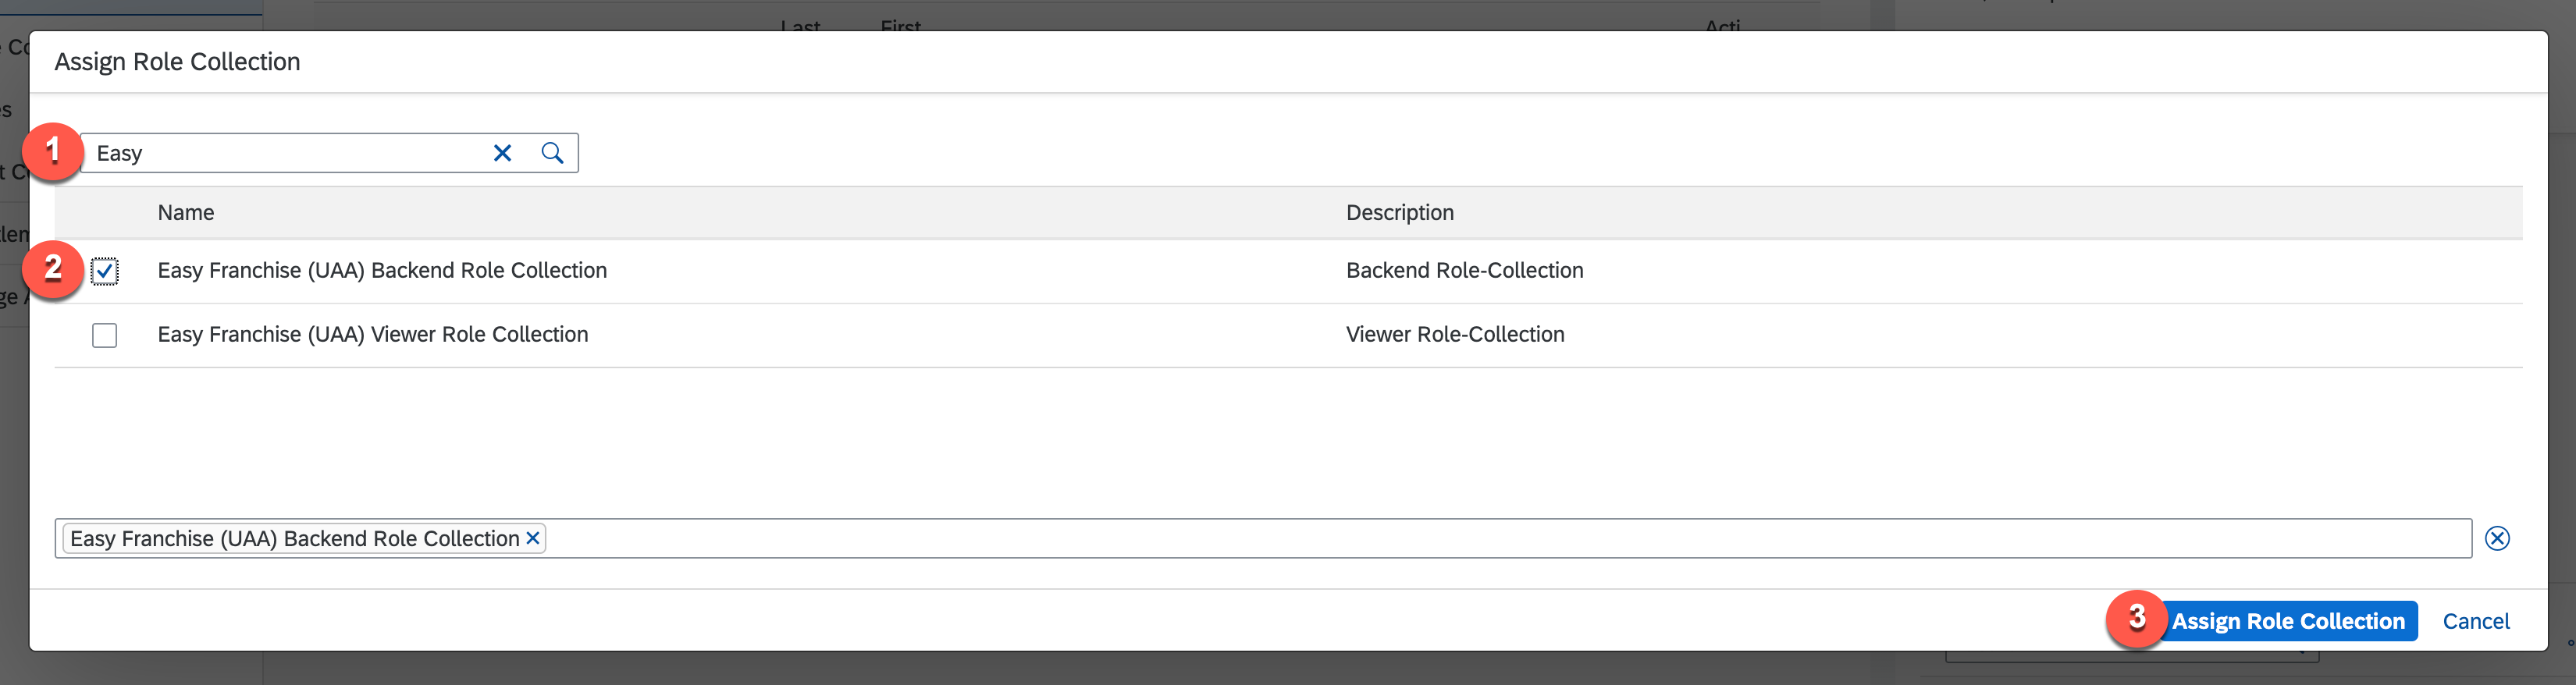 Last First Acti
Assign Role Collection
1 Easy
Name Description
2 Easy Franchise (UAA) Backend Role Collection Backend Role-Collection
Easy Franchise (UAA) Viewer Role Collection Viewer Role-Collection
Easy Franchise (UAA) Backend Role Collection
3 Assign Role Collection Cancel